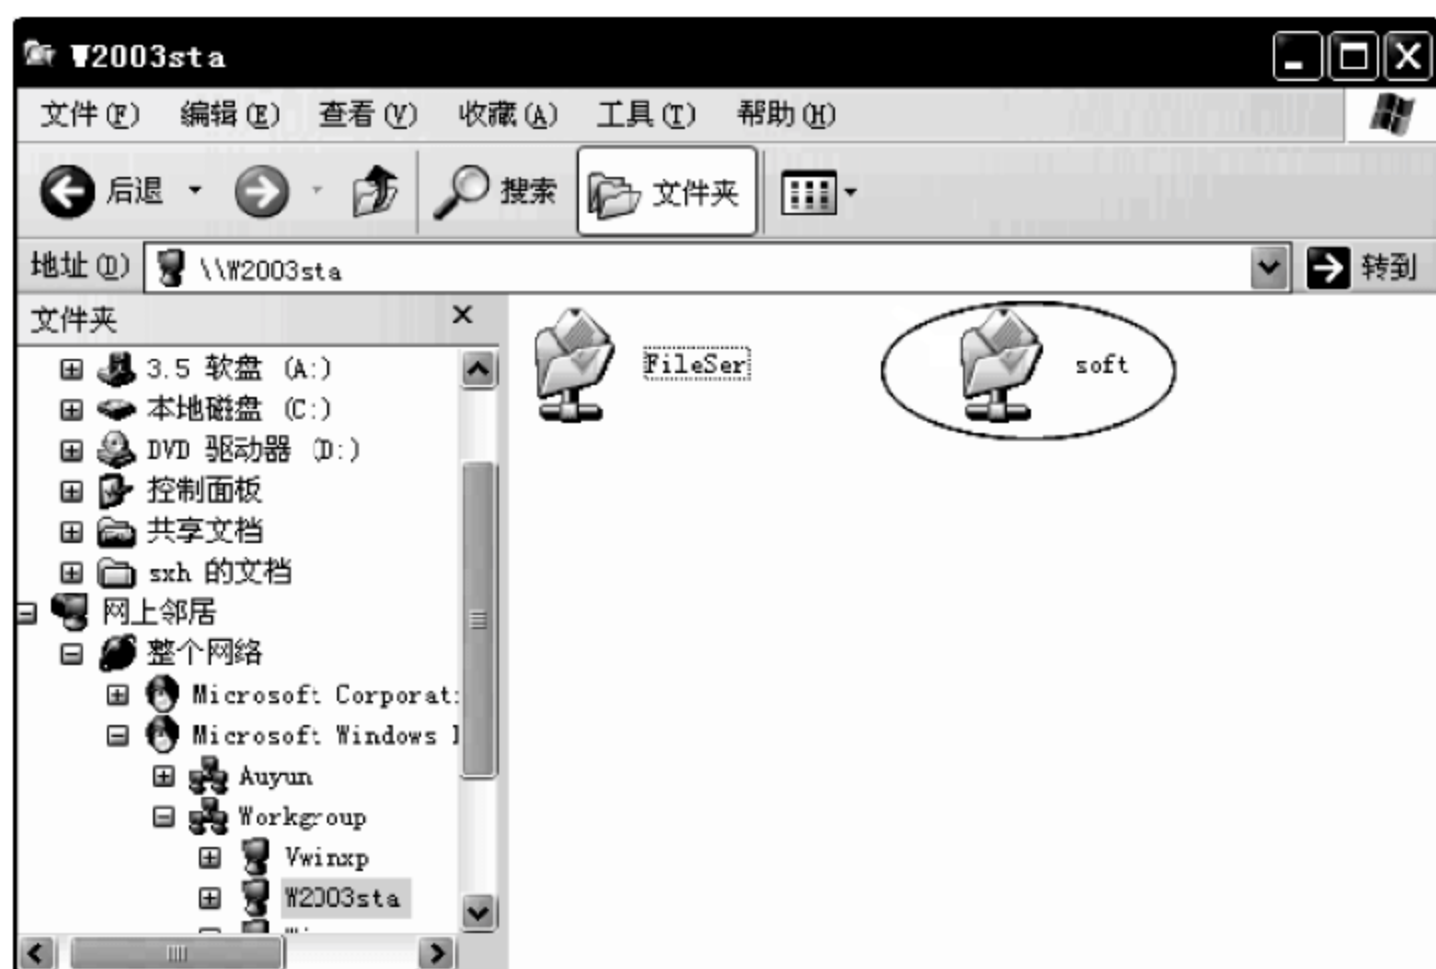 W2003sta
文件(F) 编辑(E) 查看(V) 收藏(A) 工具(T) 帮助(H)
后退 搜索 文件夹
地址(D) \\W2003sta 转到
文件夹
FileSer soft
3.5 软盘 (A:)
本地磁盘 (C:)
DVD 驱动器 (D:)
控制面板
共享文档
sxh 的文档
网上邻居
整个网络
Microsoft Corporat
Microsoft Windows
Auyun
Workgroup
Vwinxp
W2003sta